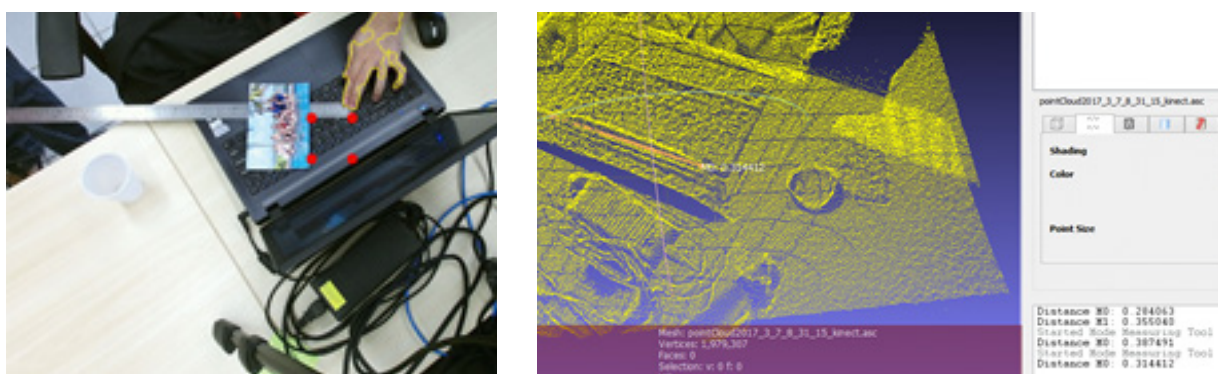 pointCloud2017_3_7_8_31_15_kinect.asc
Shading
Color
Point Size
M0: 0.314412
Mesh: pointCloud2017_3_7_8_31_15_kinect.asc
Vertices: 1,979,307
Faces: 0
Selection: v: 0 f: 0
Distance M0: 0.284063
Distance M1: 0.355040
Started Mode Measuring Tool
Distance M0: 0.387491
Started Mode Measuring Tool
Distance M0: 0.314412